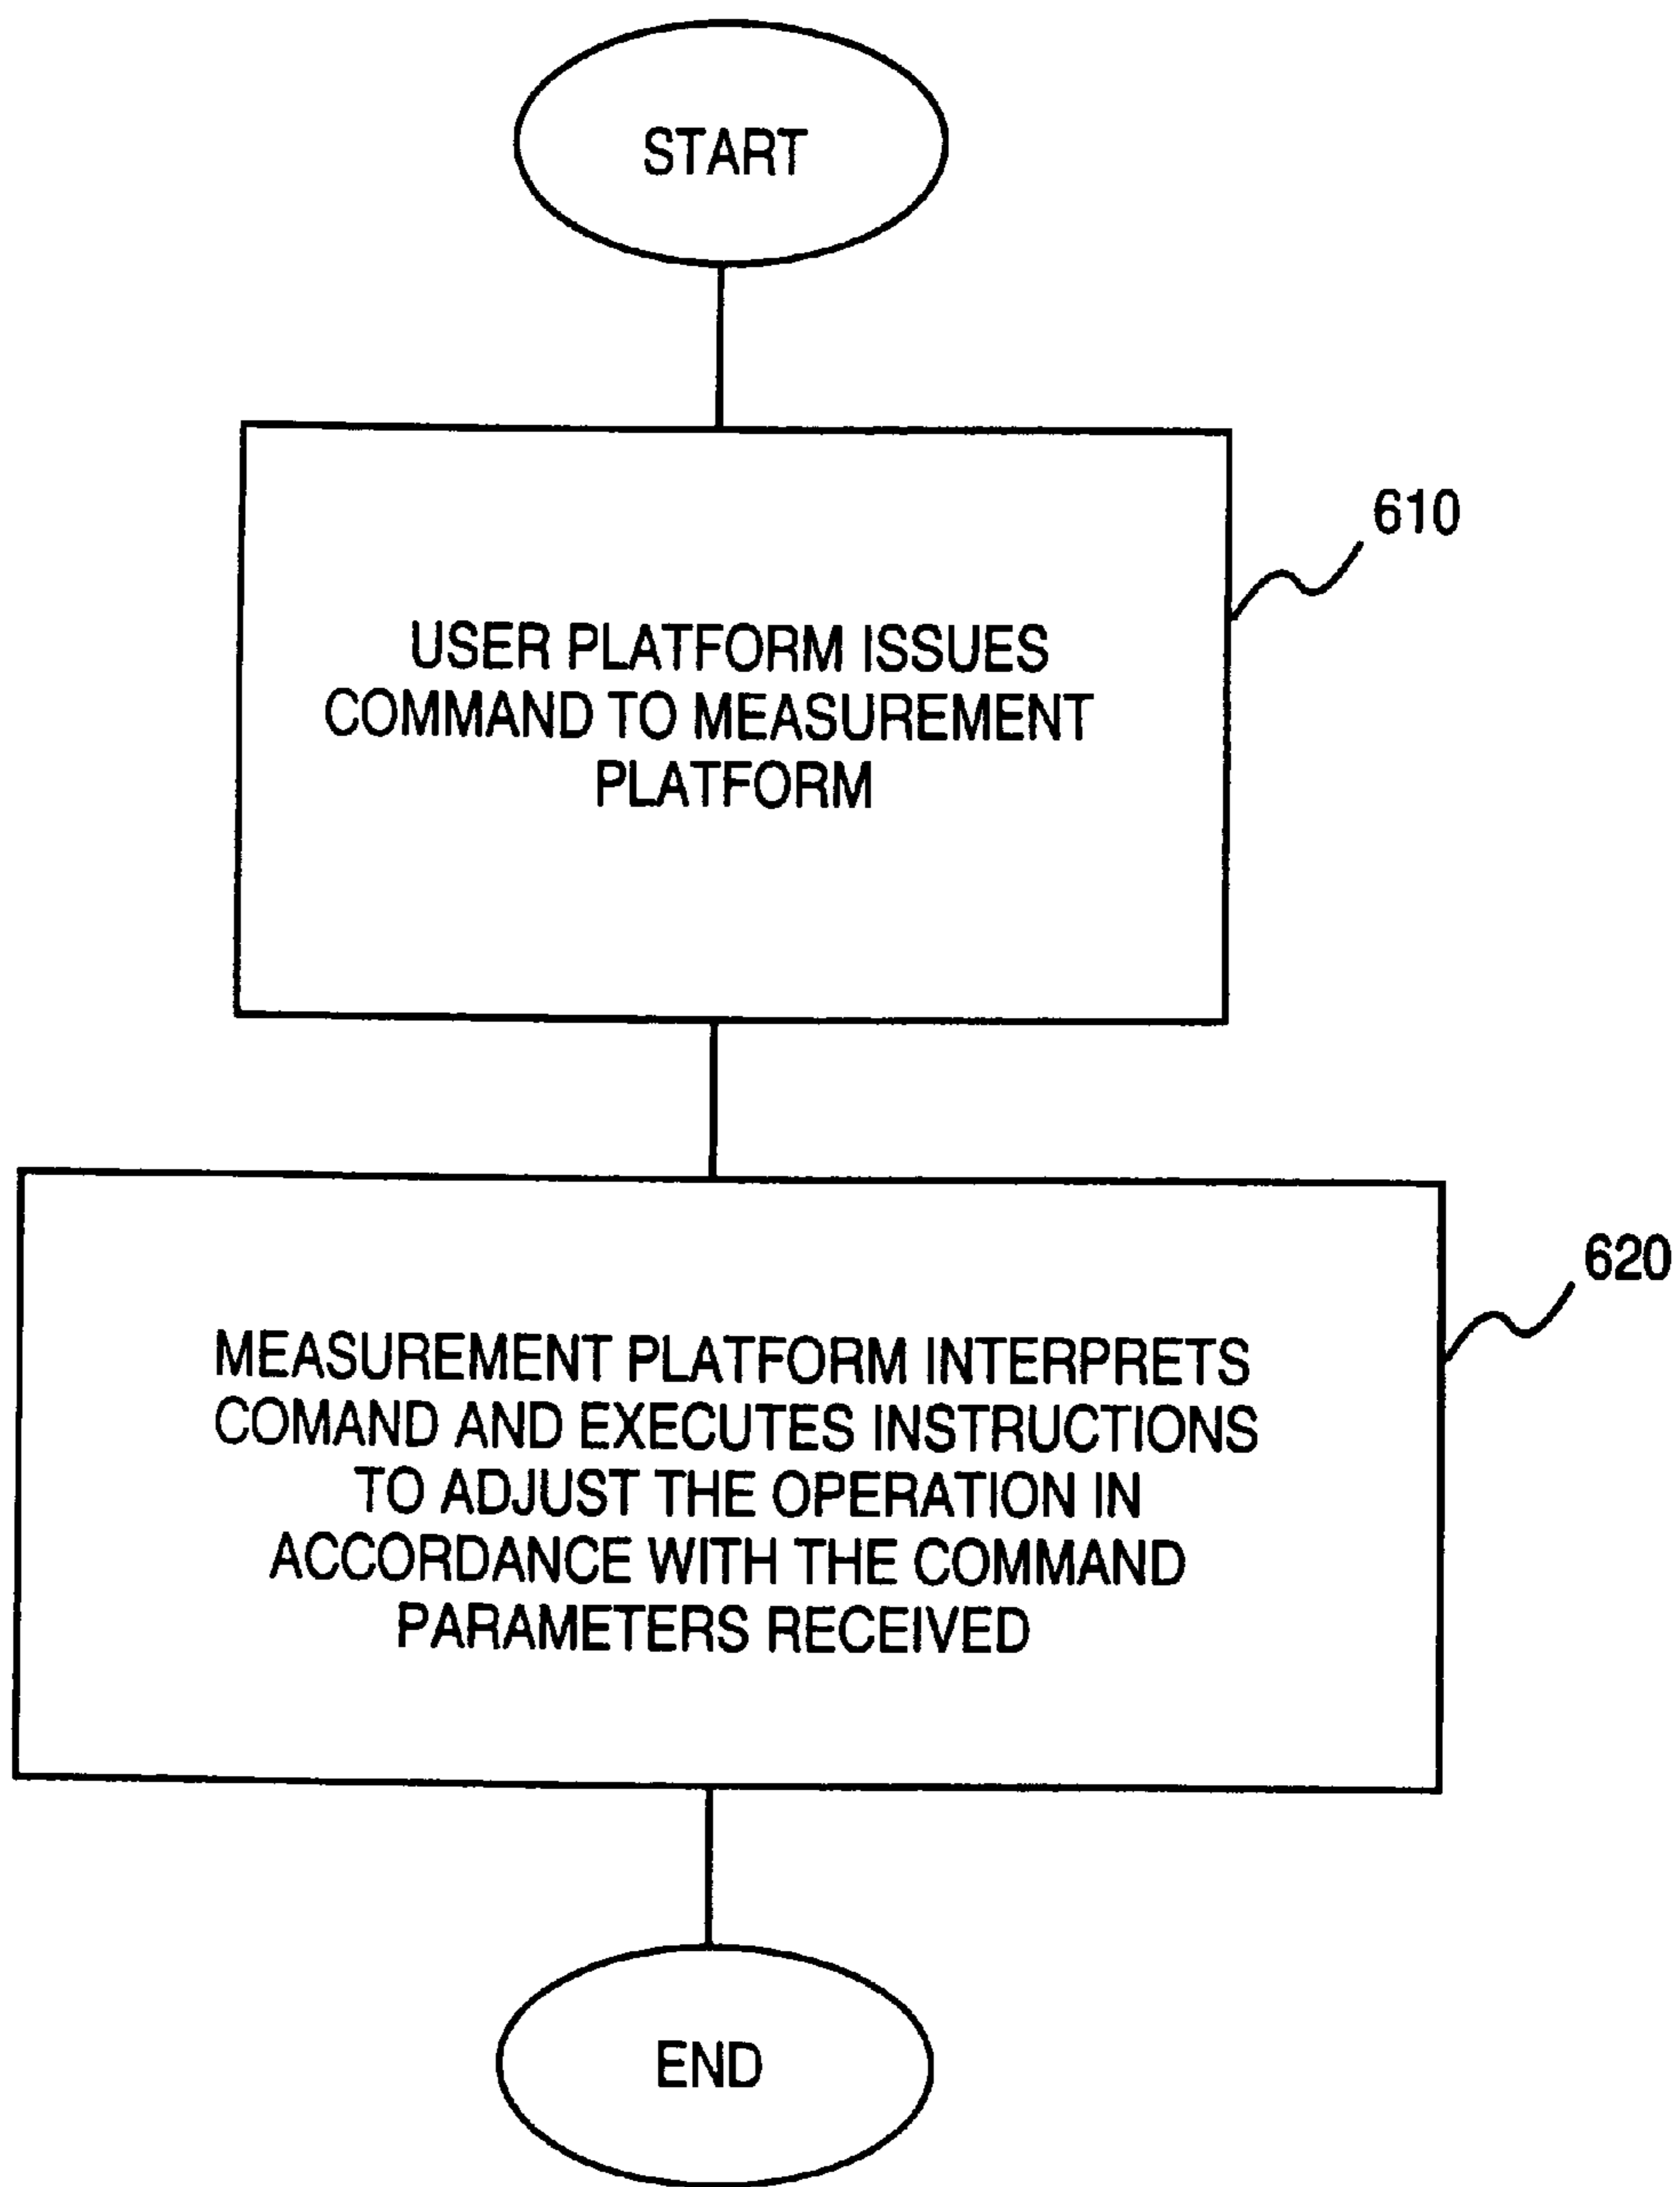 START
610
USER PLATFORM ISSUES
COMMAND TO MEASUREMENT
PLATFORM
620
MEASUREMENT PLATFORM INTERPRETS
COMAND AND EXECUTES INSTRUCTIONS
TO ADJUST THE OPERATION IN
ACCORDANCE WITH THE COMMAND
PARAMETERS RECEIVED
END